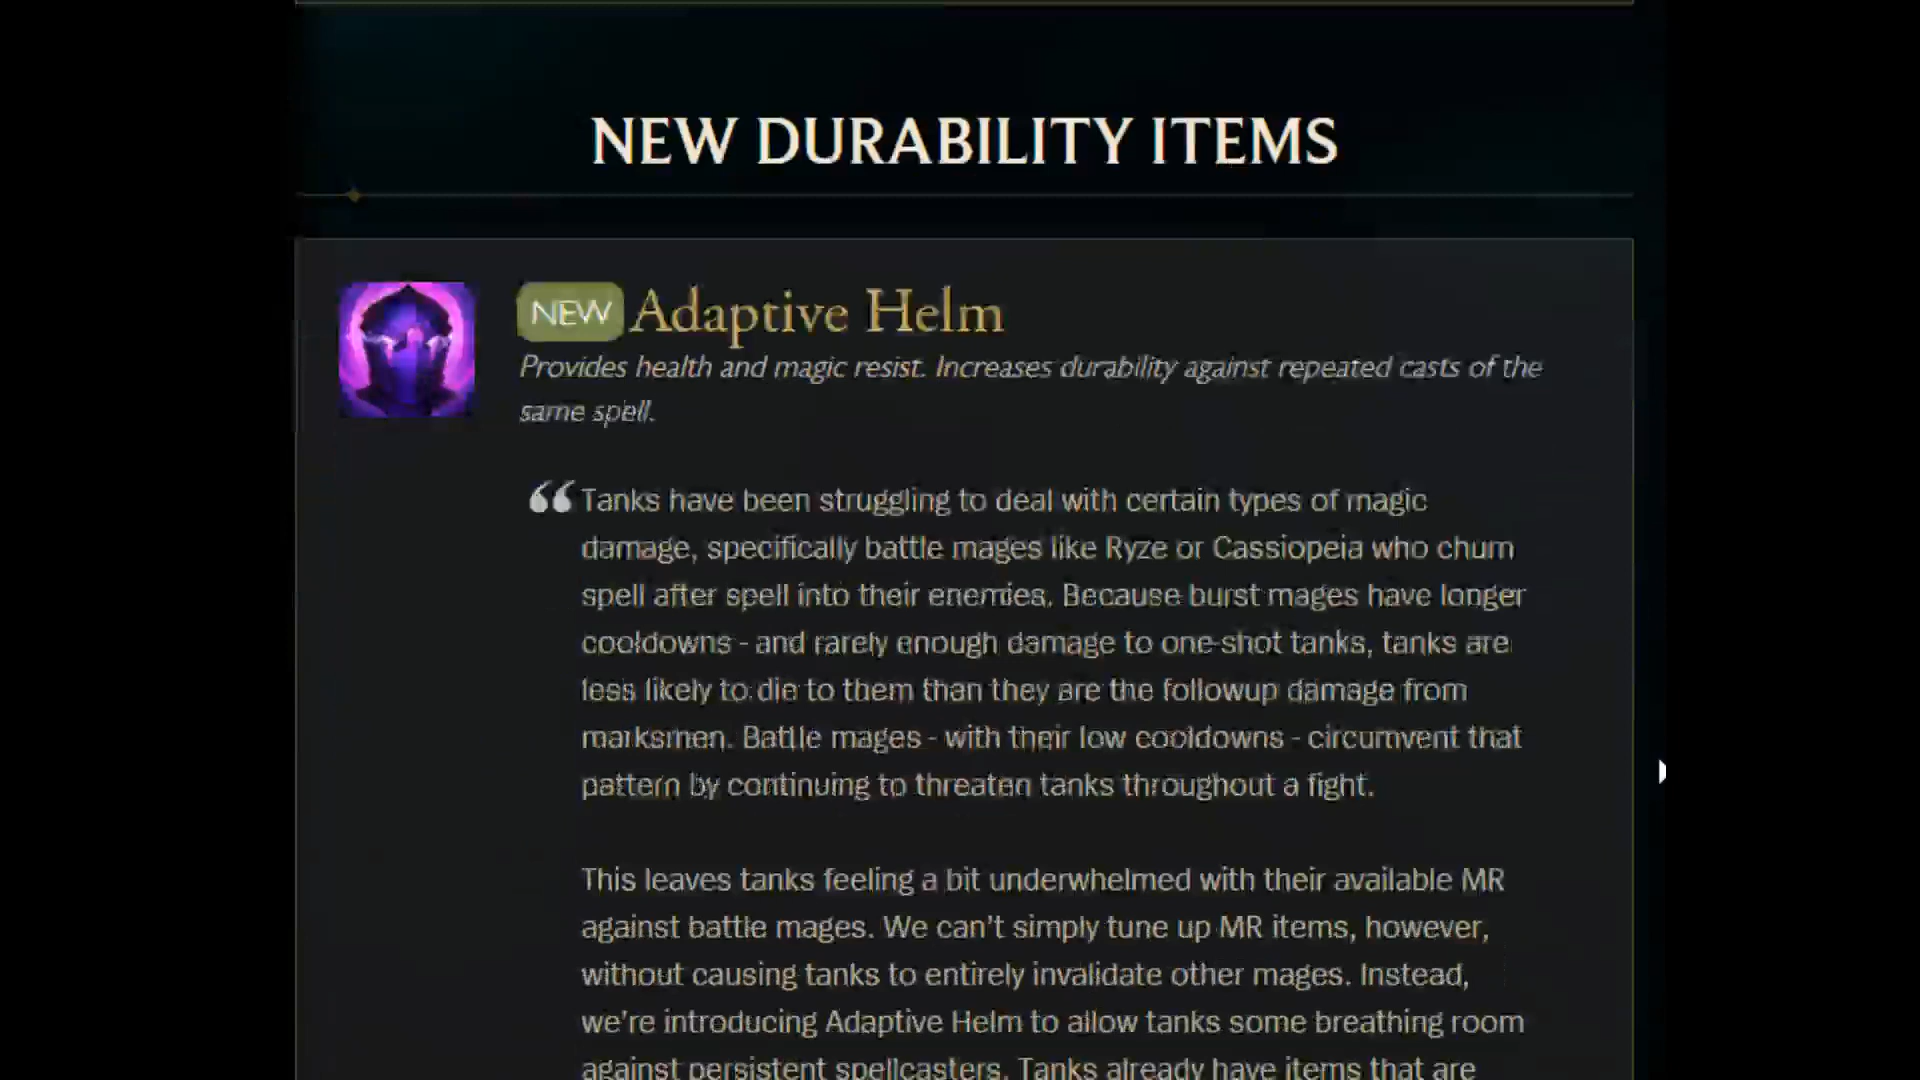 NEW DURABILITY ITEMS
NEW Adaptive Helm
Provides health and magic resist. Increases durability against repeated casts of the
same spell.
“Tanks have been struggling to deal with certain types of magic
damage, specifically battle mages like Ryze or Cassiopeia who churn
spell after spell into their enemies. Because burst mages have longer
cooldowns - and rarely enough damage to one-shot tanks, tanks are
less likely to die to them than they are the followup damage from
marksmen. Battle mages - with their low cooldowns - circumvent that
pattern by continuing to threaten tanks throughout a fight.
This leaves tanks feeling a bit underwhelmed with their available MR
against battle mages. We can't simply tune up MR items, however,
without causing tanks to entirely invalidate other mages. Instead,
we're introducing Adaptive Helm to allow tanks some breathing room
against persistent spellcasters. Tanks already have items that are